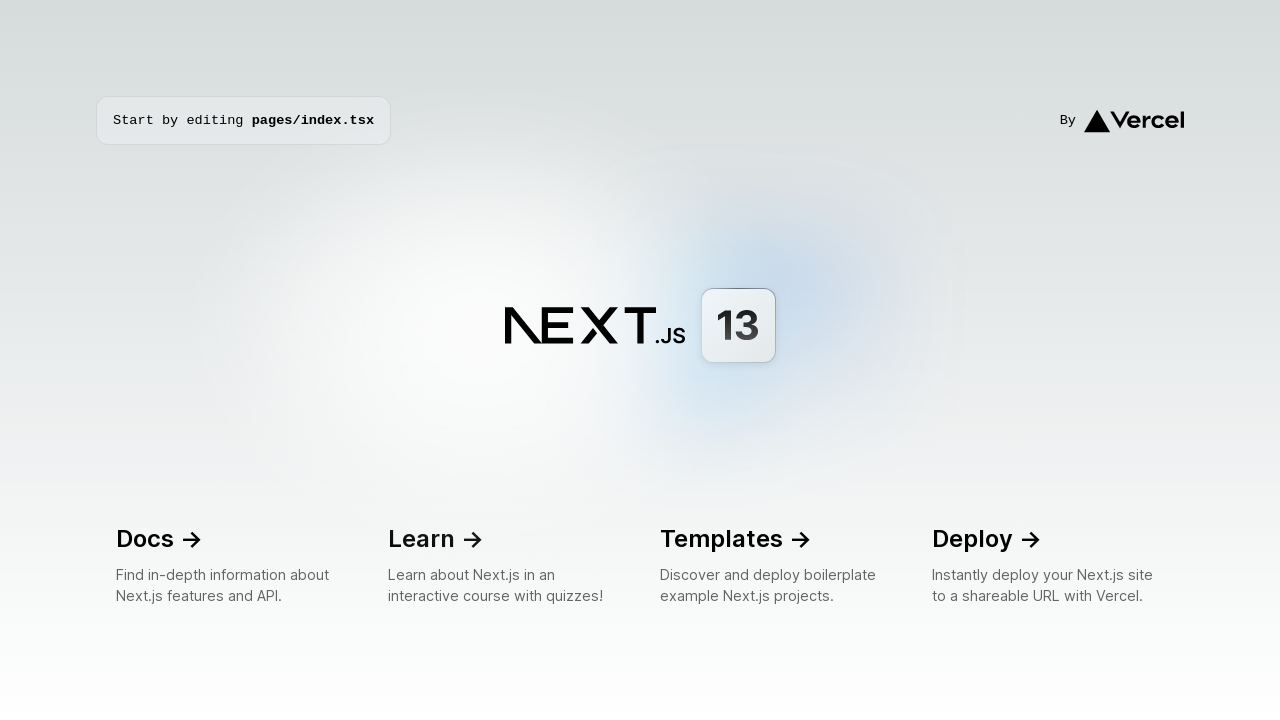 Start by editing pages/index.tsx
By Vercel
NEXT.JS 13
Docs →
Find in-depth information about
Next.js features and API.
Learn →
Learn about Next.js in an
interactive course with quizzes!
Templates →
Discover and deploy boilerplate
example Next.js projects.
Deploy →
Instantly deploy your Next.js site
to a shareable URL with Vercel.